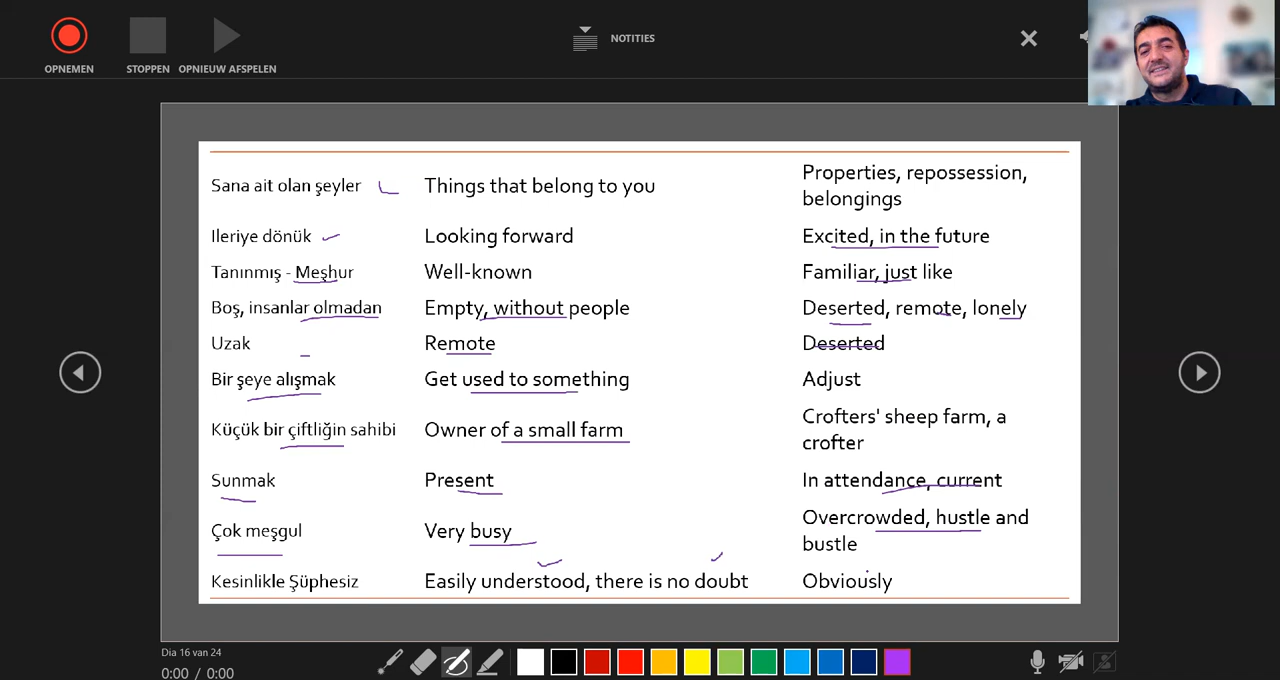 OPNEMEN STOPPEN OPNIEUW AFSPELEN NOTITIES
Sana ait olan şeyler Things that belong to you Properties, repossession,
belongings
Ileriye dönük Looking forward Excited, in the future
Tanınmış - Meşhur Well-known Familiar, just like
Boş, insanlar olmadan Empty, without people Deserted, remote, lonely
Uzak Remote Deserted
Bir şeye alışmak Get used to something Adjust
Küçük bir çiftliğin sahibi Owner of a small farm Crofters' sheep farm, a
crofter
Sunmak Present In attendance, current
Çok meşgul Very busy Overcrowded, hustle and
bustle
Kesinlikle Şüphesiz Easily understood, there is no doubt Obviously
Dia 16 van 24
0:00 / 0:00